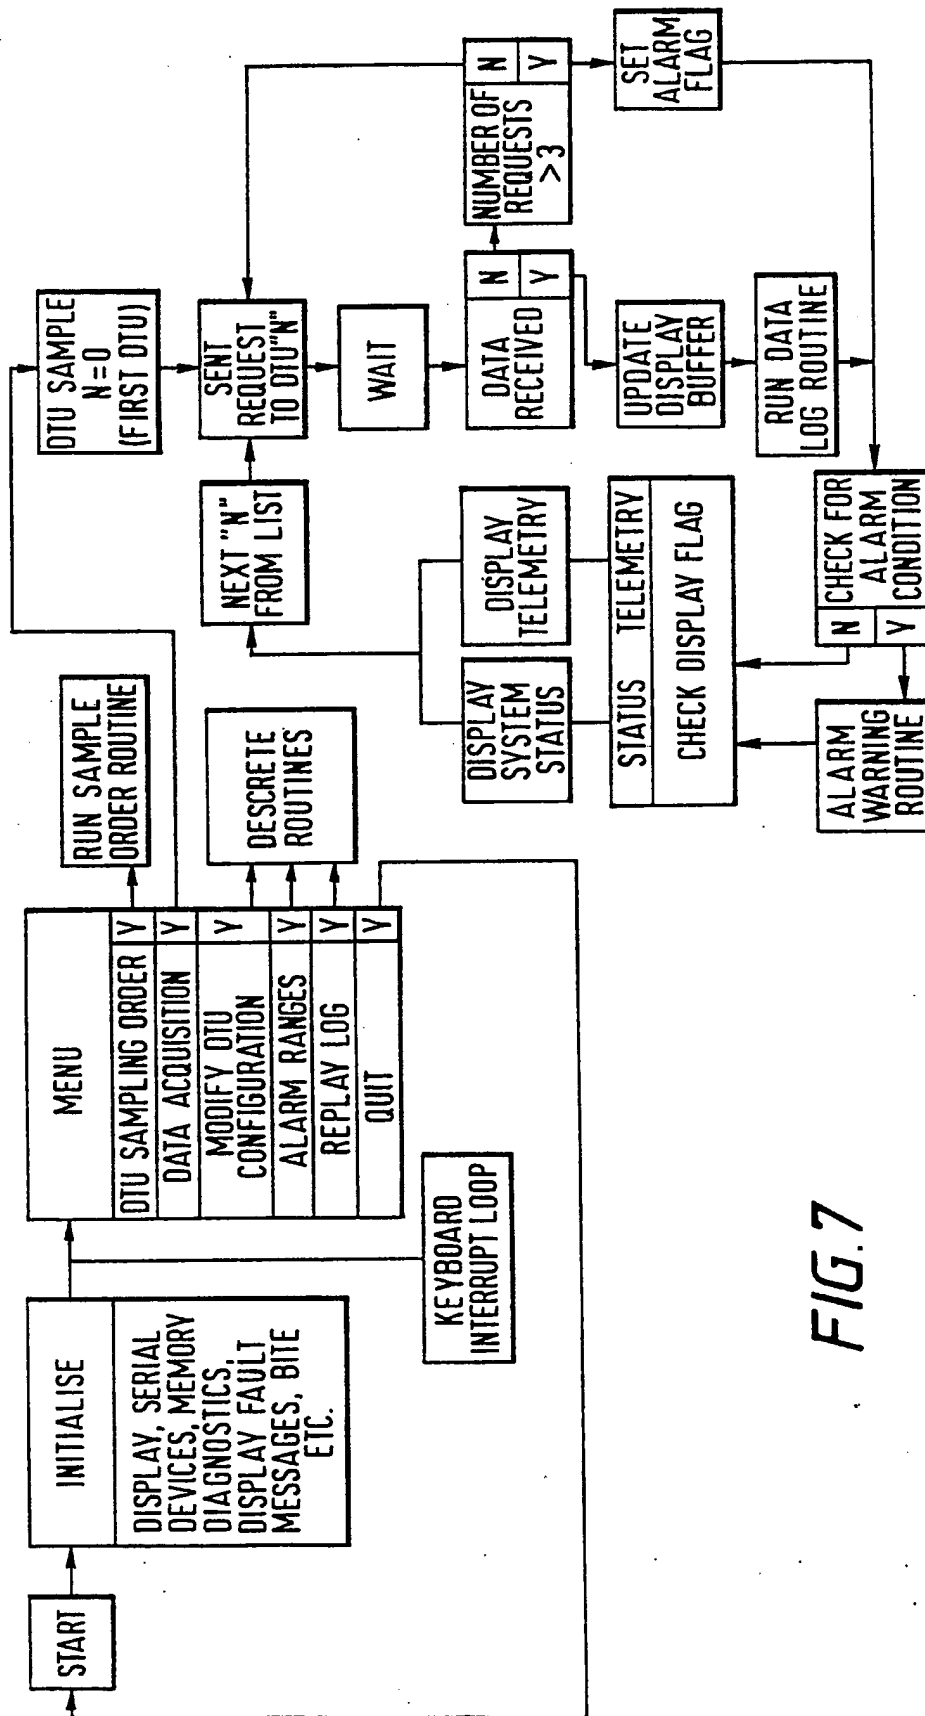 START
INITIALISE
DISPLAY, SERIAL
DEVICES, MEMORY
DIAGNOSTICS,
DISPLAY FAULT
MESSAGES, BITE
ETC.
KEYBOARD
INTERRUPT LOOP
MENU
DTU SAMPLING ORDER Y
DATA ACQUISITION Y
MODIFY DTU Y
CONFIGURATION
ALARM RANGES Y
REPLAY LOG Y
QUIT Y
RUN SAMPLE
ORDER ROUTINE
DESCRETE
ROUTINES
DTU SAMPLE
N=0
(FIRST DTU)
SENT
REQUEST
TO DTU"N"
NEXT "N"
FROM LIST
WAIT
DATA
RECEIVED
N
Y
NUMBER OF
REQUESTS
>3
N
Y
SET
ALARM
FLAG
UPDATE
DISPLAY
BUFFER
RUN DATA
LOG ROUTINE
CHECK FOR
ALARM
CONDITION
N
Y
ALARM
WARNING
ROUTINE
STATUS TELEMETRY
CHECK DISPLAY FLAG
DISPLAY
SYSTEM
STATUS
DISPLAY
TELEMETRY
FIG.7